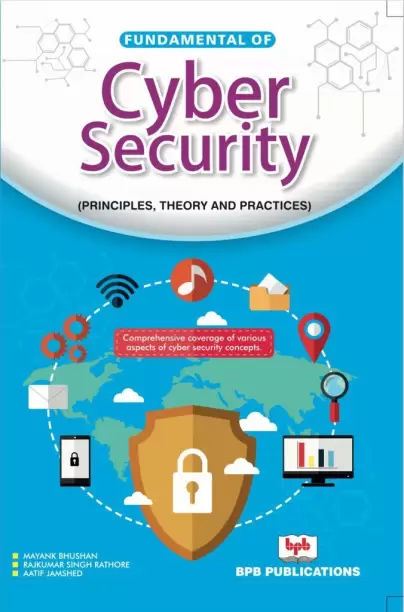 FUNDAMENTAL OF
Cyber
Security
(PRINCIPLES, THEORY AND PRACTICES)
Comprehensive coverage of various
aspects of cyber security concepts.
MAYANK BHUSHAN
RAJKUMAR SINGH RATHORE
AATIF JAMSHED
bpb
BPB PUBLICATIONS